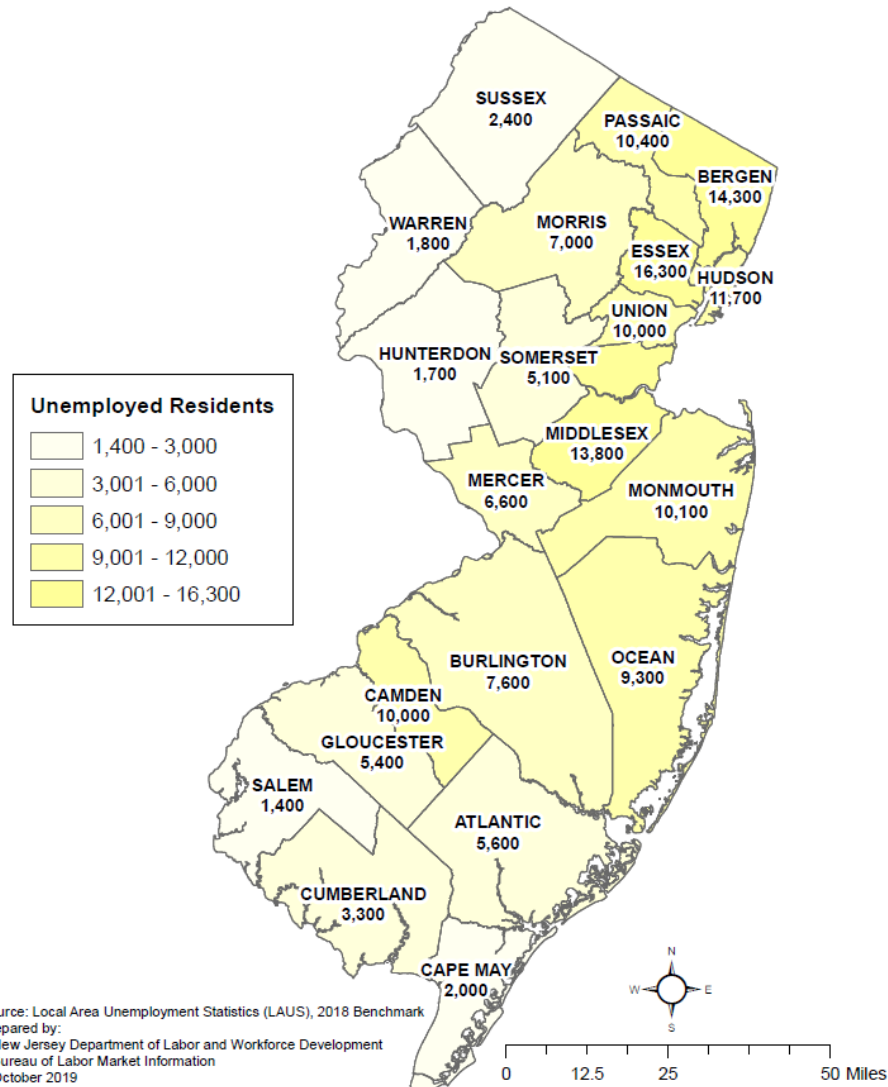 SUSSEX
2,400
PASSAIC
10,400
BERGEN
14,300
WARREN
1,800
MORRIS
7,000
ESSEX
16,300
HUDSON
11,700
UNION
10,000
HUNTERDON
1,700
SOMERSET
5,100
Unemployed Residents
1,400 - 3,000
3,001 - 6,000
6,001 - 9,000
9,001 - 12,000
12,001 - 16,300
MIDDLESEX
13,800
MERCER
6,600
MONMOUTH
10,100
BURLINGTON
7,600
OCEAN
9,300
CAMDEN
10,000
GLOUCESTER
5,400
SALEM
1,400
ATLANTIC
5,600
CUMBERLAND
3,300
CAPE MAY
2,000
N
W E
S
urce: Local Area Unemployment Statistics (LAUS), 2018 Benchmark
epared by:
ew Jersey Department of Labor and Workforce Development
ureau of Labor Market Information
ctober 2019
0 12.5 25 50 Miles